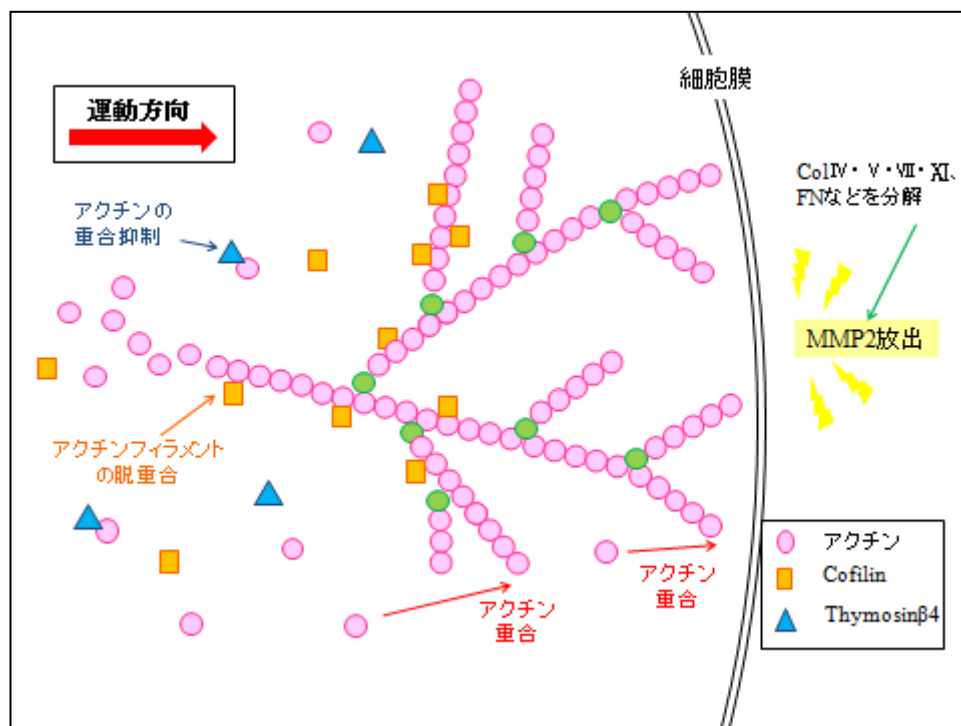 運動方向
細胞膜
アクチンの
重合抑制
ColⅣ・Ⅴ・Ⅶ・Ⅺ、
FNなどを分解
MMP2放出
アクチンフィラメント
の脱重合
アクチン
重合
アクチン
重合
アクチン
Cofilin
Thymosinβ4